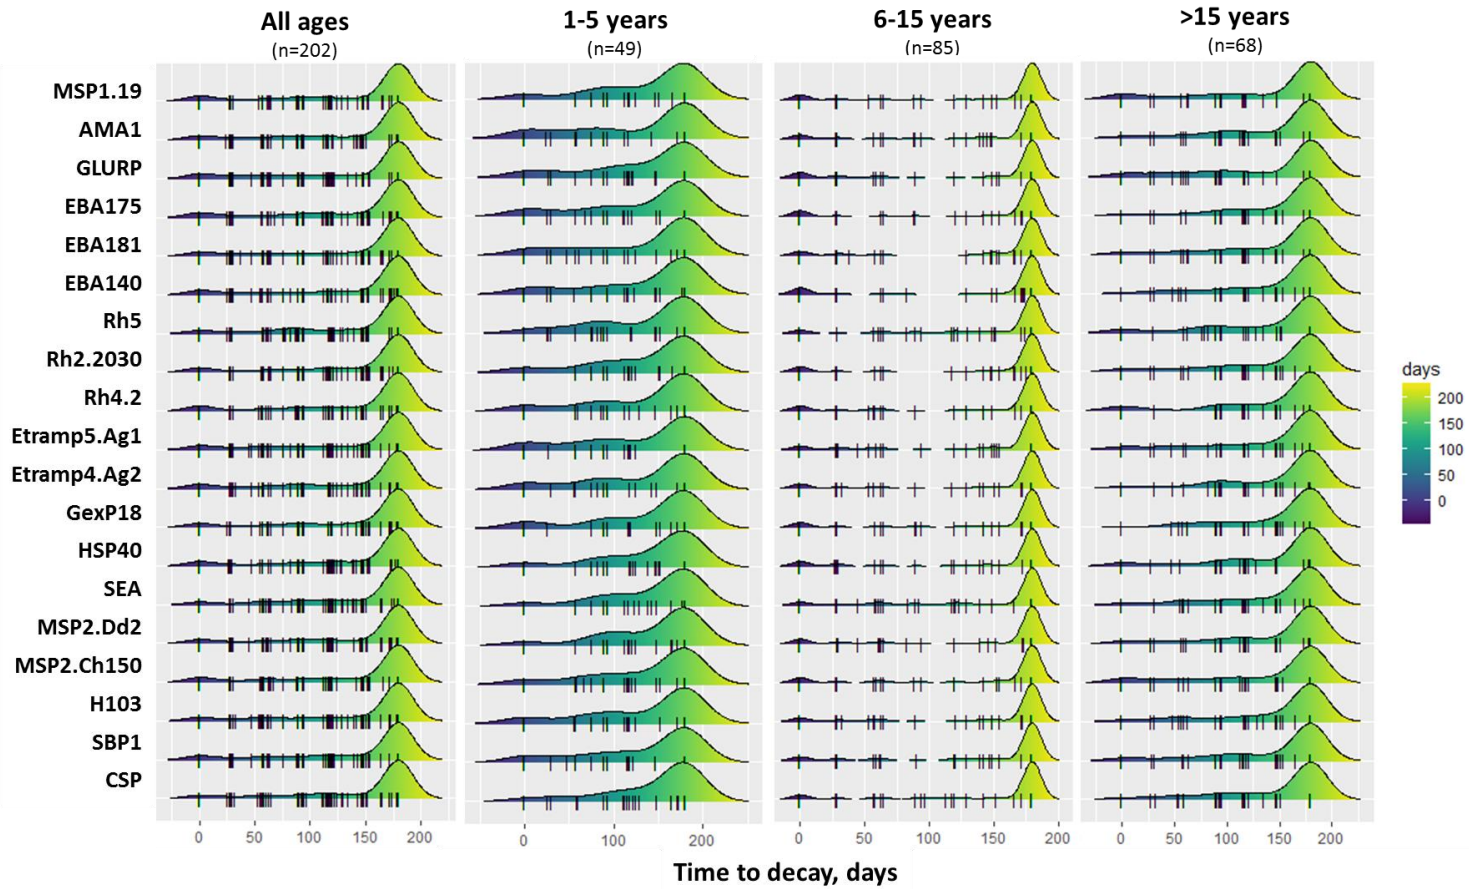 All ages
1-5 years
6-15 years
>15 years
(n=202)
(n=49)
(n=85)
(n=68)
MSP1.19
AMA1
GLURP
EBA175
EBA181
EBA140
Rh5
Rh2.2030
Rh4.2
Etramp5.Ag1
Etramp4.Ag2
GexP18
HSP40
SEA
MSP2.Dd2
MSP2.Ch150
H103
SBP1
CSP
days
200
150
100
50
0
0 50 100 150 200
0 100 200
0 50 100 150 200
0 50 100 150 200
Time to decay, days